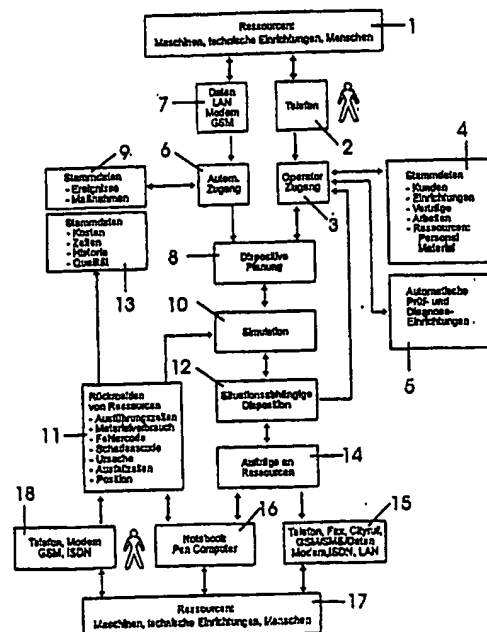 Ressourcen:
Maschinen, technische Einrichtungen, Menschen
1
Daten
LAN
Modem
GSM
7
Telefon
2
9
Stammdaten
- Ereignisse
- Maßnahmen
6
Autom.
Zugang
Operator
Zugang
3
4
Stammdaten
- Kunden
- Einrichtungen
- Verträge
- Arbeiten
- Ressourcen:
Personal
Material
Stammdaten
- Kosten
- Zeiten
- Historie
- Qualität
13
8
Dispositive
Planung
Automatische
Prüf- und
Diagnose-
Einrichtungen
5
10
Simulation
12
Situationsabhängige
Disposition
11
Rückmelden
von Ressourcen
- Ausführungszeiten
- Materialverbrauch
- Fehlercode
- Schadenscode
- Ursache
- Ausfallzeiten
- Position
Aufträge an
Ressourcen
14
18
Telefon, Modem
GSM, ISDN
16
Notebook
Pen Computer
15
Telefon, Fax, Cityruf,
GSM/SMS/Daten
Modem, ISDN, LAN
Ressourcen:
Maschinen, technische Einrichtungen, Menschen
17